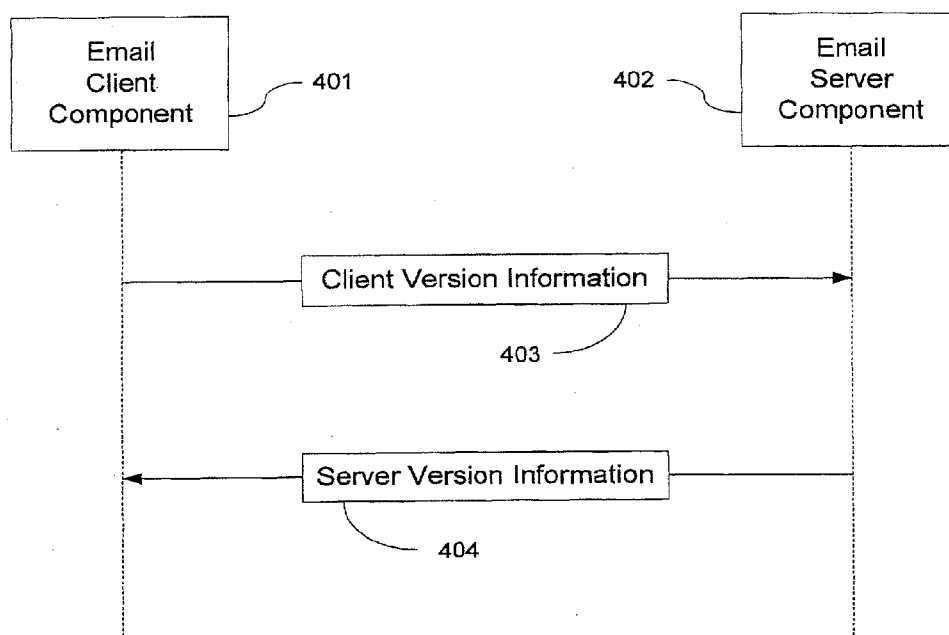 Email
Client
Component
401
402
Email
Server
Component
Client Version Information
403
Server Version Information
404